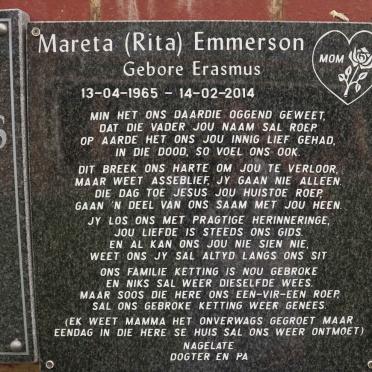 Mareta (Rita) Emmerson
Gebore Erasmus
MOM
13-04-1965 - 14-02-2014
MIN HET ONS DAARDIE OGGEND GEWEET,
DAT DIE VADER JOU NAAM SAL ROEP.
OP AARDE HET ONS JOU INNIG LIEF GEHAD,
IN DIE DOOD, SO VOEL ONS OOK.
DIT BREEK ONS HARTE OM JOU TE VERLOOR,
MAAR WEET ASSEBLIEF, JY GAAN NIE ALLEEN.
DIE DAG TOE JESUS JOU HUISTOE ROEP,
GAAN 'N DEEL VAN ONS SAAM MET JOU HEEN.
JY LOS ONS MET PRAGTIGE HERINNERINGE,
JOU LIEFDE IS STEEDS ONS GIDS.
EN AL KAN ONS JOU NIE SIEN NIE,
WEET ONS JY SAL ALTYD LANGS ONS SIT
ONS FAMILIE KETTING IS NOU GEBROKE
EN NIKS SAL WEER DIESELFDE WEES.
MAAR SOOS DIE HERE ONS EEN-VIR-EEN ROEP,
SAL ONS GEBROKE KETTING WEER GENEES.
(EK WEET MAMMA HET ONVERWAGS GEGROET MAAR
EENDAG IN DIE HERE SE HUIS SAL ONS WEER ONTMOET)
NAGELATE
DOGTER EN PA